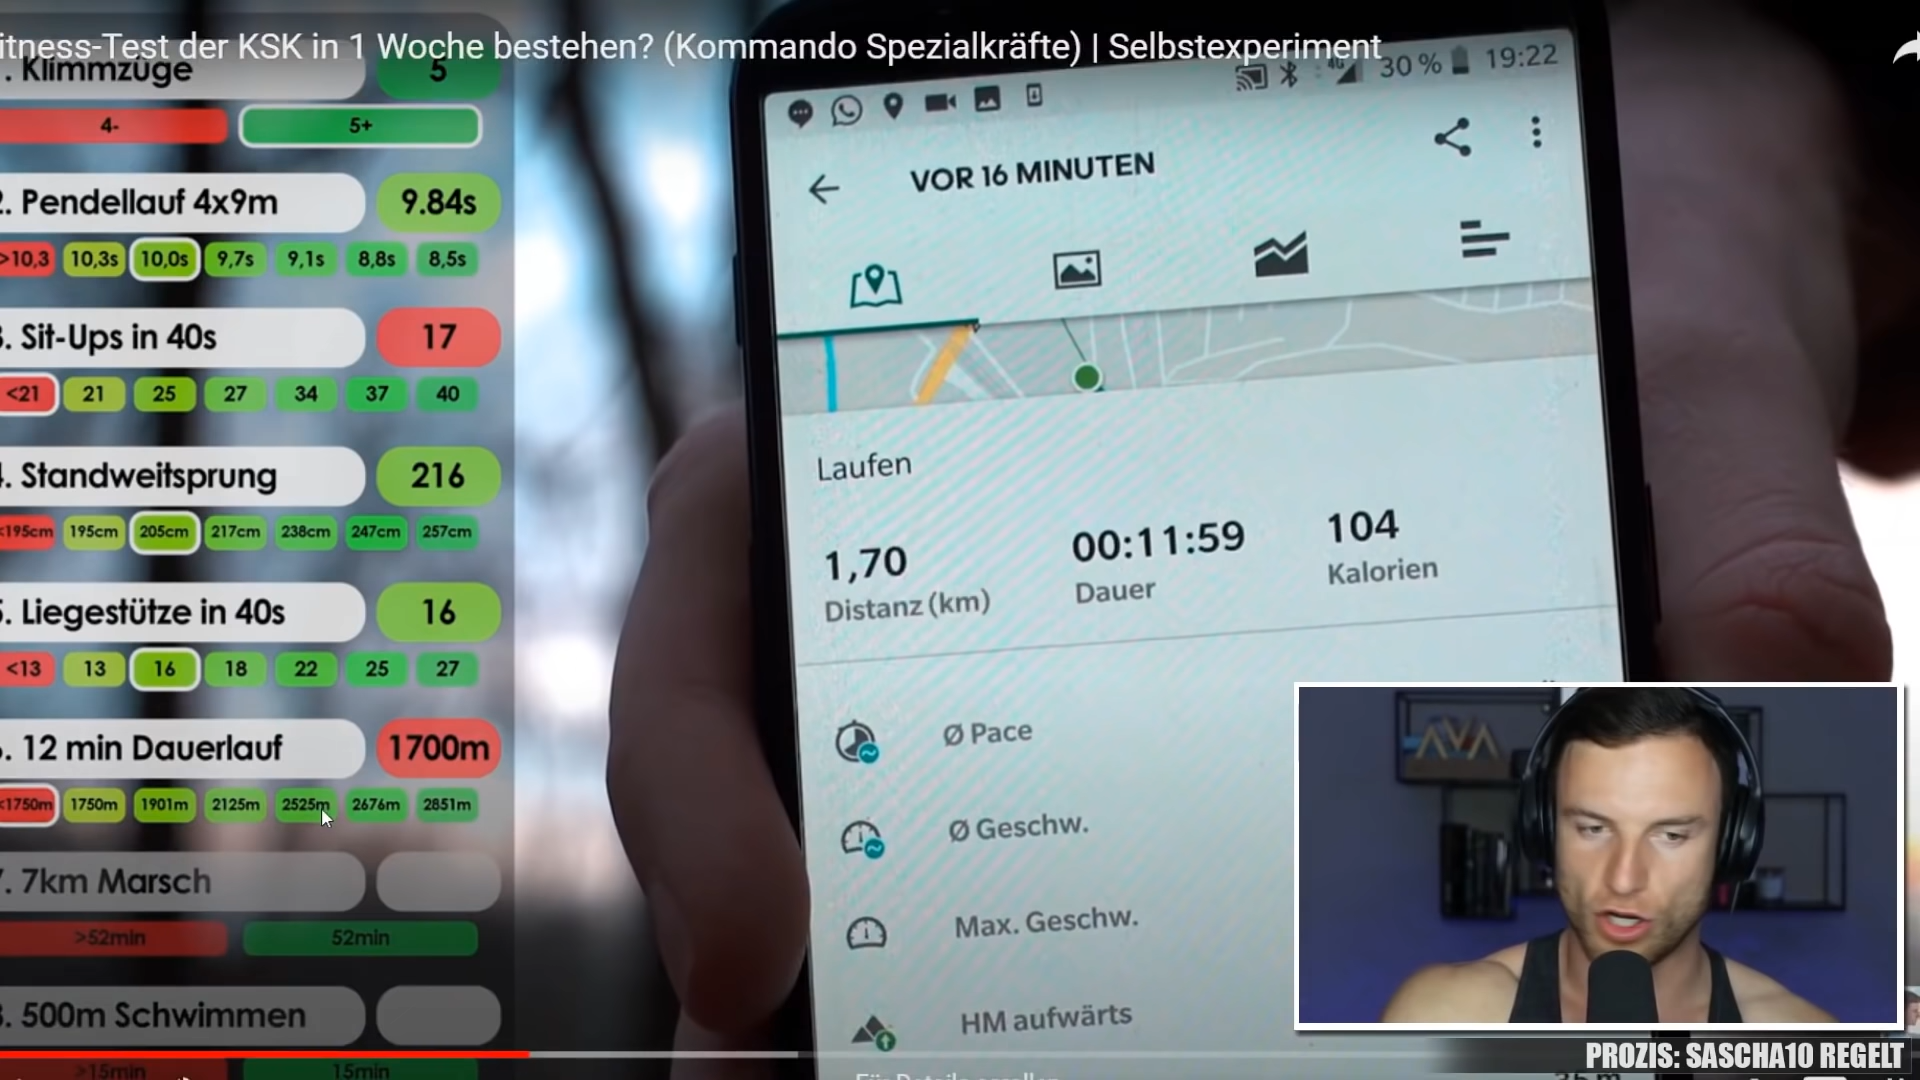 itness-Test der KSK in 1 Woche bestehen? (Kommando Spezialkräfte) | Selbstexperiment
. Klimmzüge 5
4- 5+
2. Pendellauf 4x9m 9.84s
>10,3 10,3s 10,0s 9,7s 9,1s 8,8s 8,5s
3. Sit-Ups in 40s 17
<21 21 25 27 34 37 40
4. Standweitsprung 216
<195cm 195cm 205cm 217cm 238cm 247cm 257cm
5. Liegestütze in 40s 16
<13 13 16 18 22 25 27
6. 12 min Dauerlauf 1700m
<1750m 1750m 1901m 2125m 2525m 2676m 2851m
7. 7km Marsch
>52min 52min
8. 500m Schwimmen
>15min 15min
4G 30 % 19:22
VOR 16 MINUTEN
Laufen
1,70 00:11:59 104
Distanz (km) Dauer Kalorien
Ø Pace
Ø Geschw.
Max. Geschw.
HM aufwärts
AVA
PROZIS: SASCHA10 REGELT